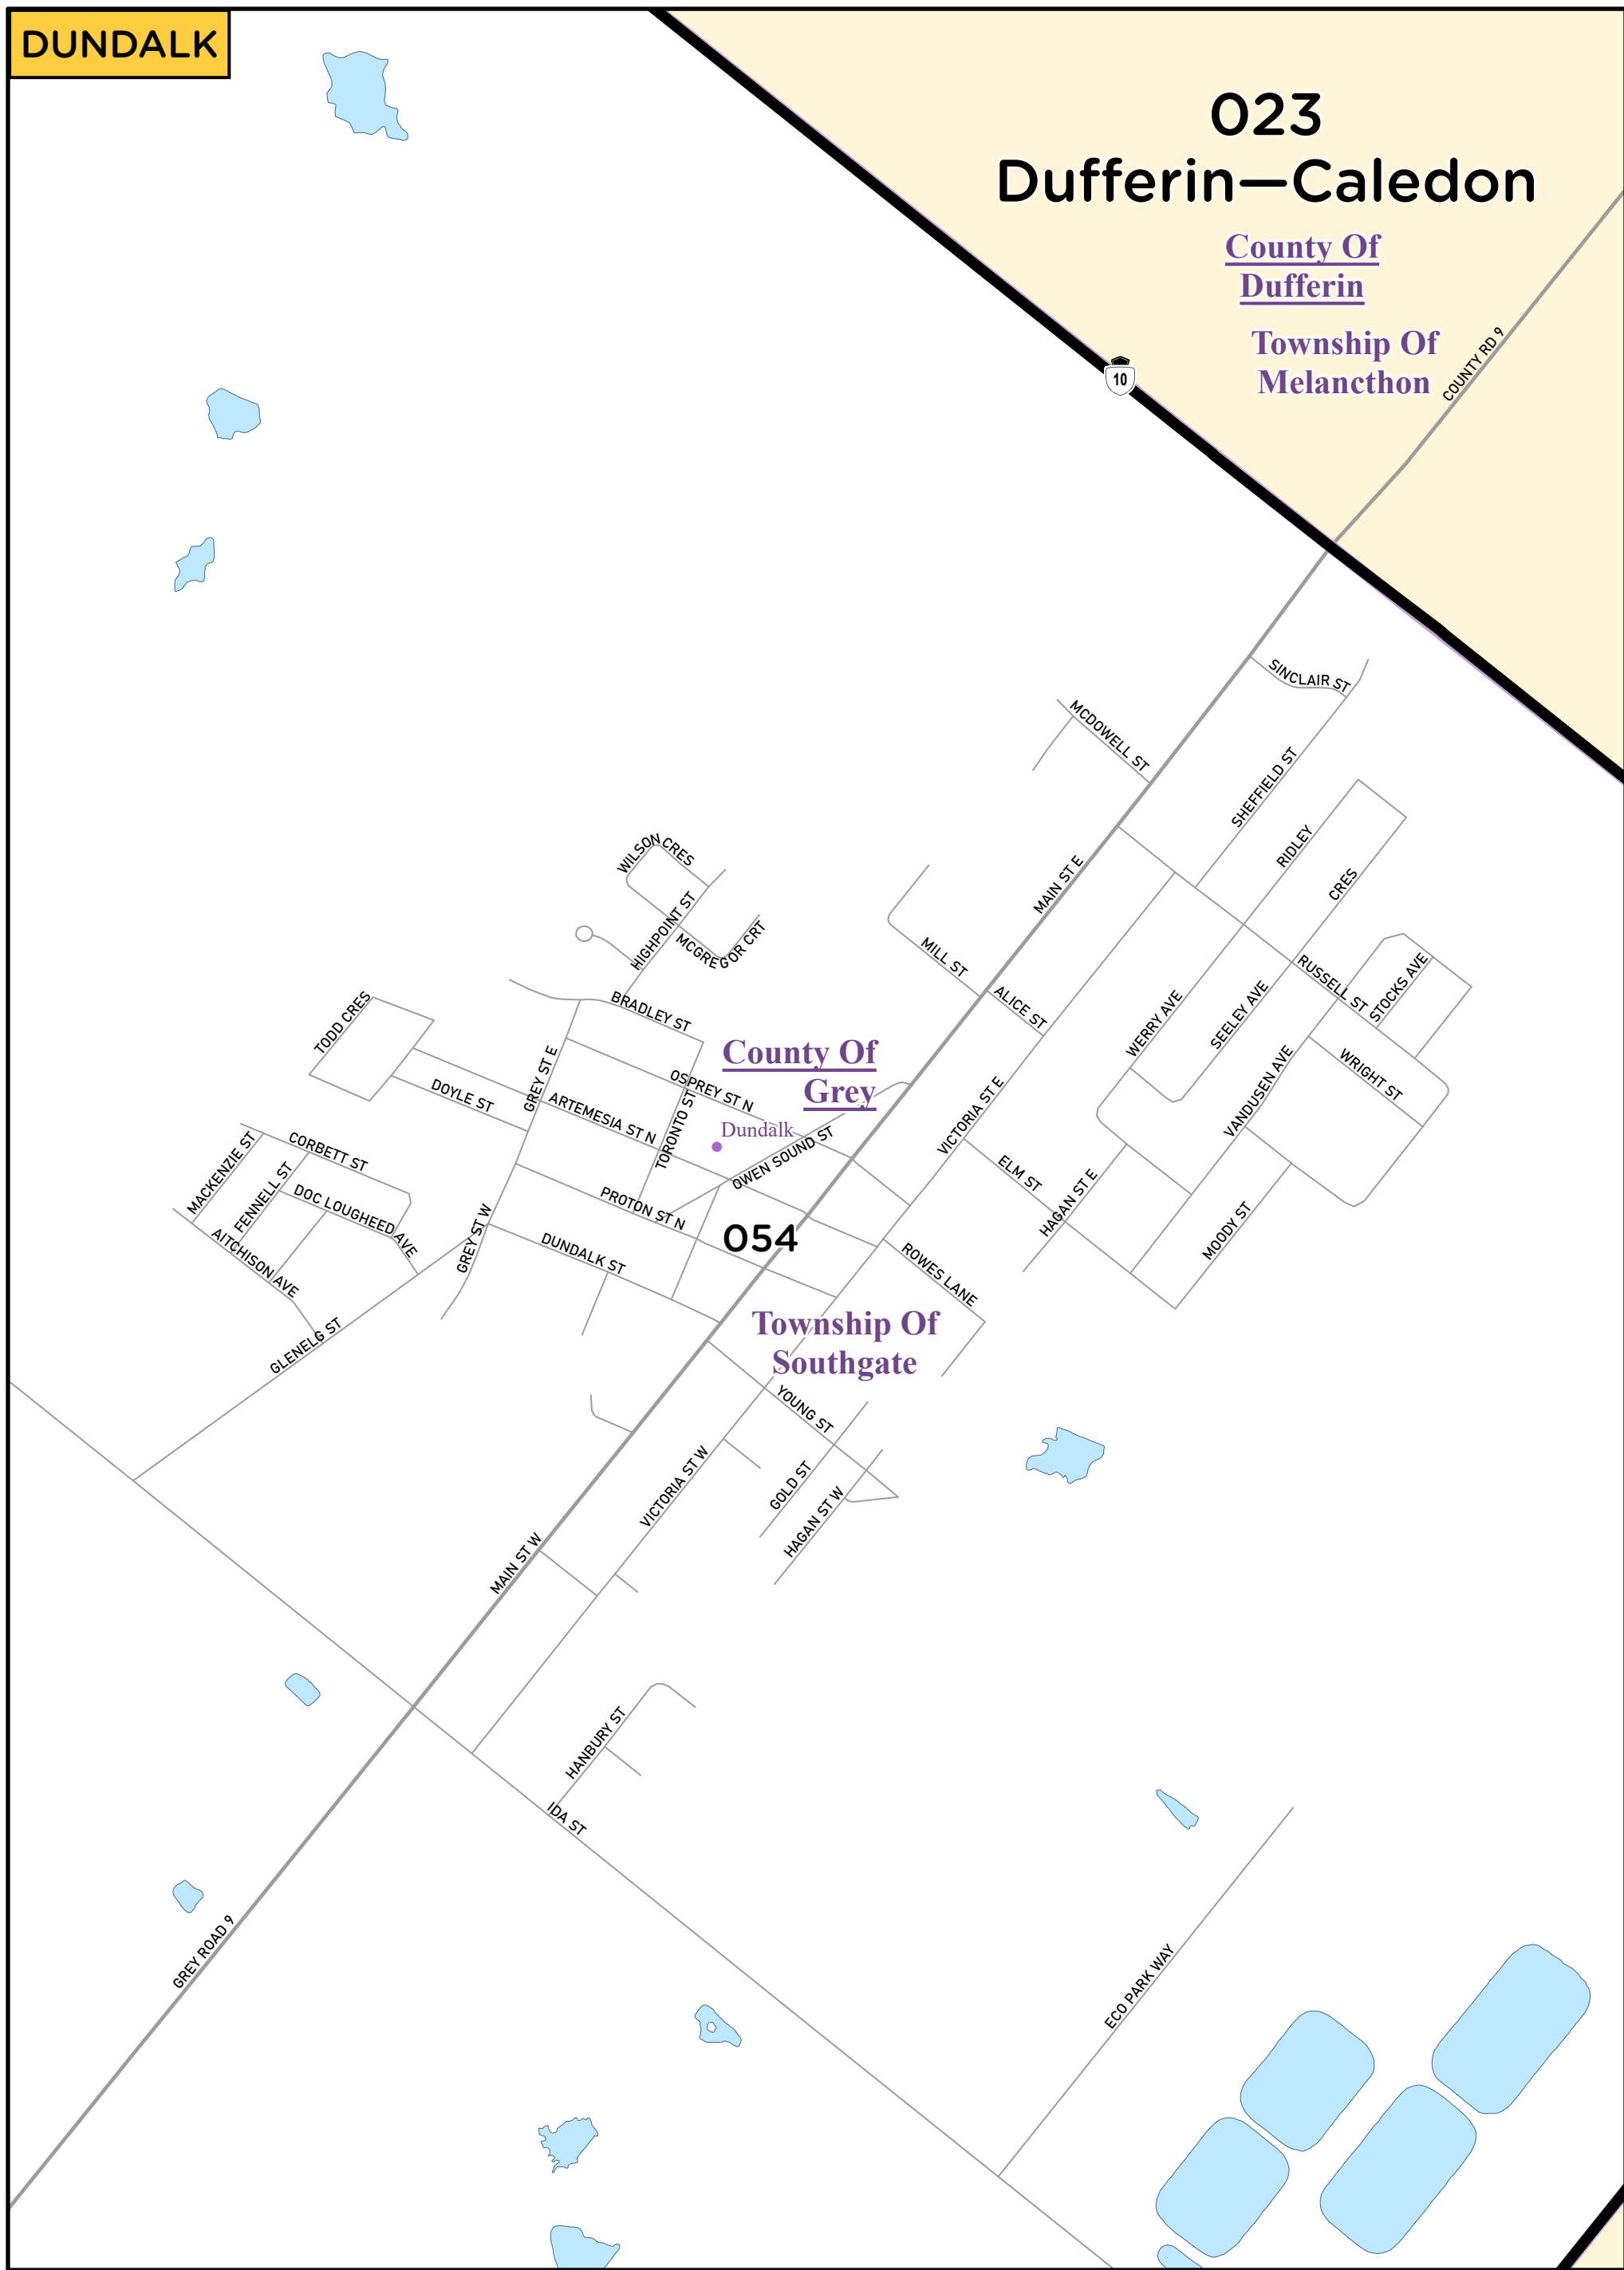 DUNDALK
023
Dufferin—Caledon
County Of
Dufferin
Township Of
Melancthon
COUNTY RD 9
10
SINCLAIR ST
MCDOWELL ST
SHEFFIELD ST
RIDLEY
CRES
MAIN ST E
WILSON CRES
HIGHPOINT ST
MCGREGOR CRT
MILL ST
ALICE ST
RUSSELL ST
STOCKS AVE
WERRY AVE
SEELEY AVE
VANDUSEN AVE
WRIGHT ST
BRADLEY ST
TODD CRES
County Of
Grey
OSPREY ST N
GREY ST E
DOYLE ST
ARTEMESIA ST N
TORONTO ST
Dundalk
OWEN SOUND ST
VICTORIA ST E
ELM ST
HAGAN ST E
MOODY ST
CORBETT ST
MACKENZIE ST
FENNELL ST
DOC LOUGHEED AVE
AITCHISON AVE
GREY ST W
PROTON ST N
DUNDALK ST
054
ROWES LANE
GLENELG ST
Township Of
Southgate
YOUNG ST
VICTORIA ST W
GOLD ST
HAGAN ST W
MAIN ST W
HANBURY ST
IDA ST
GREY ROAD 9
ECO PARK WAY